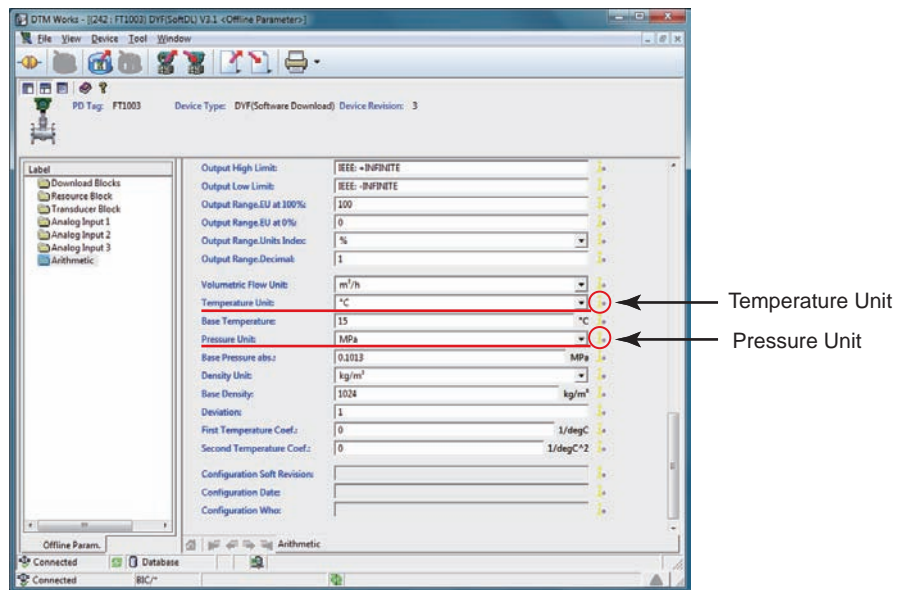 DTM Works - [(242 : FT1003) DYF(SoftDL) V3.1 <Offline Parameter>]
File View Device Tool Window
PD Tag: FT1003 Device Type: DYF(Software Download) Device Revision: 3
Label
Download Blocks
Resource Block
Transducer Block
Analog Input 1
Analog Input 2
Analog Input 3
Arithmetic
Output High Limit: IEEE: +INFINITE
Output Low Limit: IEEE: -INFINITE
Output Range.EU at 100%: 100
Output Range.EU at 0%: 0
Output Range.Units Index: %
Output Range.Decimal: 1
Volumetric Flow Unit: m³/h
Temperature Unit: °C
Temperature Unit
Base Temperature: 15 °C
Pressure Unit: MPa
Pressure Unit
Base Pressure abs.: 0.1013 MPa
Density Unit: kg/m³
Base Density: 1024 kg/m³
Deviation: 1
First Temperature Coef.: 0 1/degC
Second Temperature Coef.: 0 1/degC^2
Configuration Soft Revision:
Configuration Date:
Configuration Who:
Offline Param.
Arithmetic
Connected Database
Connected RIC/"